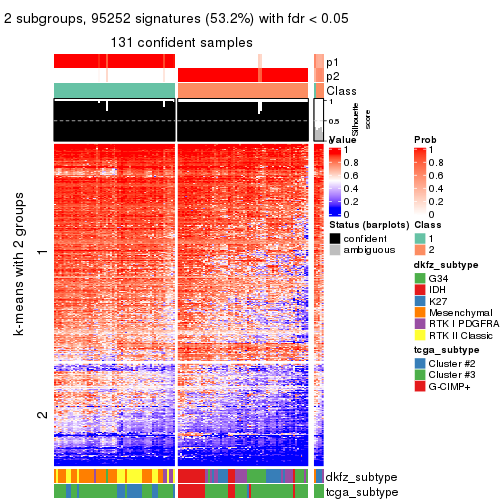 2 subgroups, 95252 signatures (53.2%) with fdr < 0.05
131 confident samples
p1
p2
Class
1
0.5
0
Silhouette
score
k-means with 2 groups
1
2
Value
1
0.8
0.6
0.4
0.2
0
Status (barplots)
confident
ambiguous
Prob
1
0.8
0.6
0.4
0.2
0
Class
1
2
dkfz_subtype
G34
IDH
K27
Mesenchymal
RTK I PDGFRA
RTK II Classic
tcga_subtype
Cluster #2
Cluster #3
G-CIMP+
dkfz_subtype
tcga_subtype